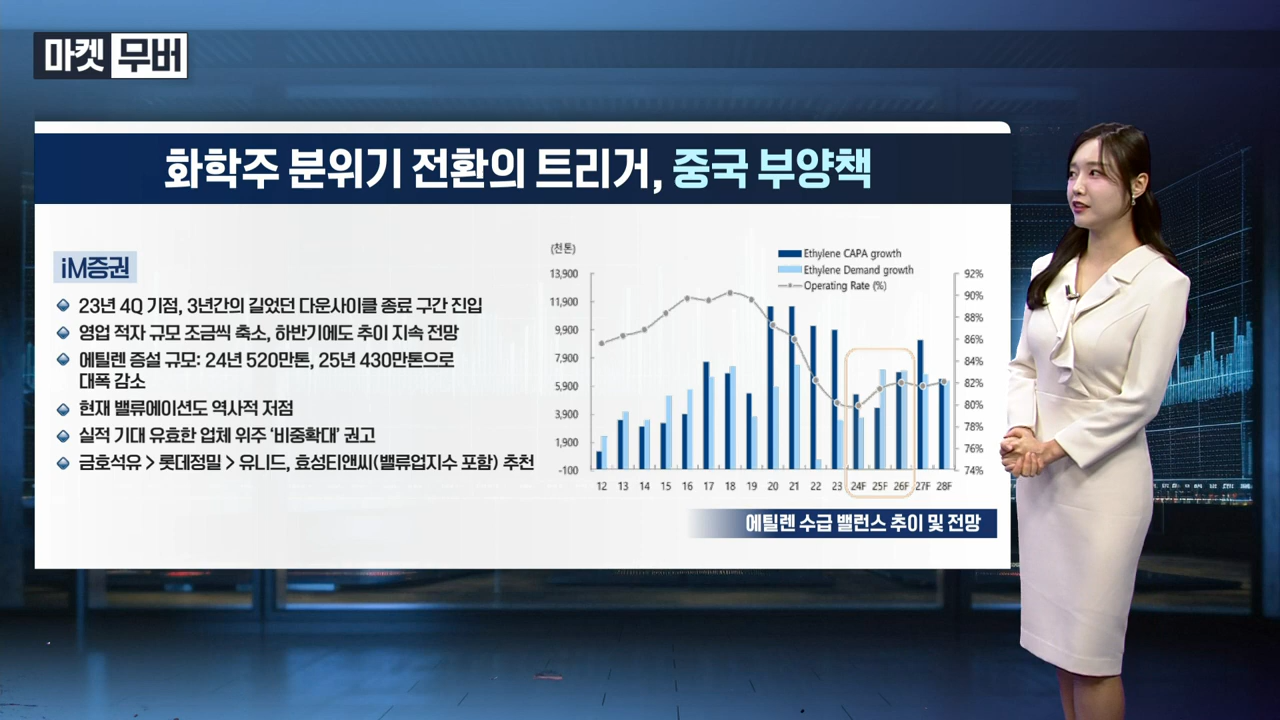 마켓 무버
화학주 분위기 전환의 트리거, 중국 부양책
iM증권
23년 4Q 기점, 3년간의 길었던 다운사이클 종료 구간 진입
영업 적자 규모 조금씩 축소, 하반기에도 추이 지속 전망
에틸렌 증설 규모: 24년 520만톤, 25년 430만톤으로
대폭 감소
현재 밸류에이션도 역사적 저점
실적 기대 유효한 업체 위주 ‘비중확대’ 권고
금호석유 > 롯데정밀 > 유니드, 효성티앤씨(밸류업지수 포함) 추천
(천톤)
Ethylene CAPA growth
Ethylene Demand growth
Operating Rate (%)
13,900
11,900
9,900
7,900
5,900
3,900
1,900
-100
92%
90%
88%
86%
84%
82%
80%
78%
76%
74%
12 13 14 15 16 17 18 19 20 21 22 23 24F 25F 26F 27F 28F
에틸렌 수급 밸런스 추이 및 전망